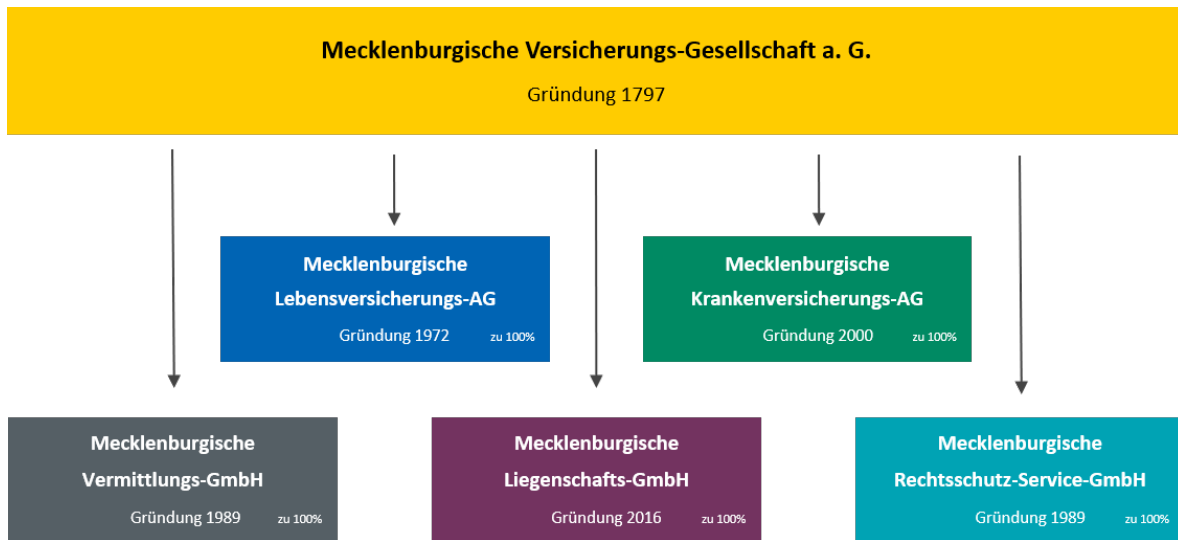 Mecklenburgische Versicherungs-Gesellschaft a. G.
Gründung 1797
Mecklenburgische
Lebensversicherungs-AG
Gründung 1972 zu 100%
Mecklenburgische
Krankenversicherungs-AG
Gründung 2000 zu 100%
Mecklenburgische
Vermittlungs-GmbH
Gründung 1989 zu 100%
Mecklenburgische
Liegenschafts-GmbH
Gründung 2016 zu 100%
Mecklenburgische
Rechtsschutz-Service-GmbH
Gründung 1989 zu 100%